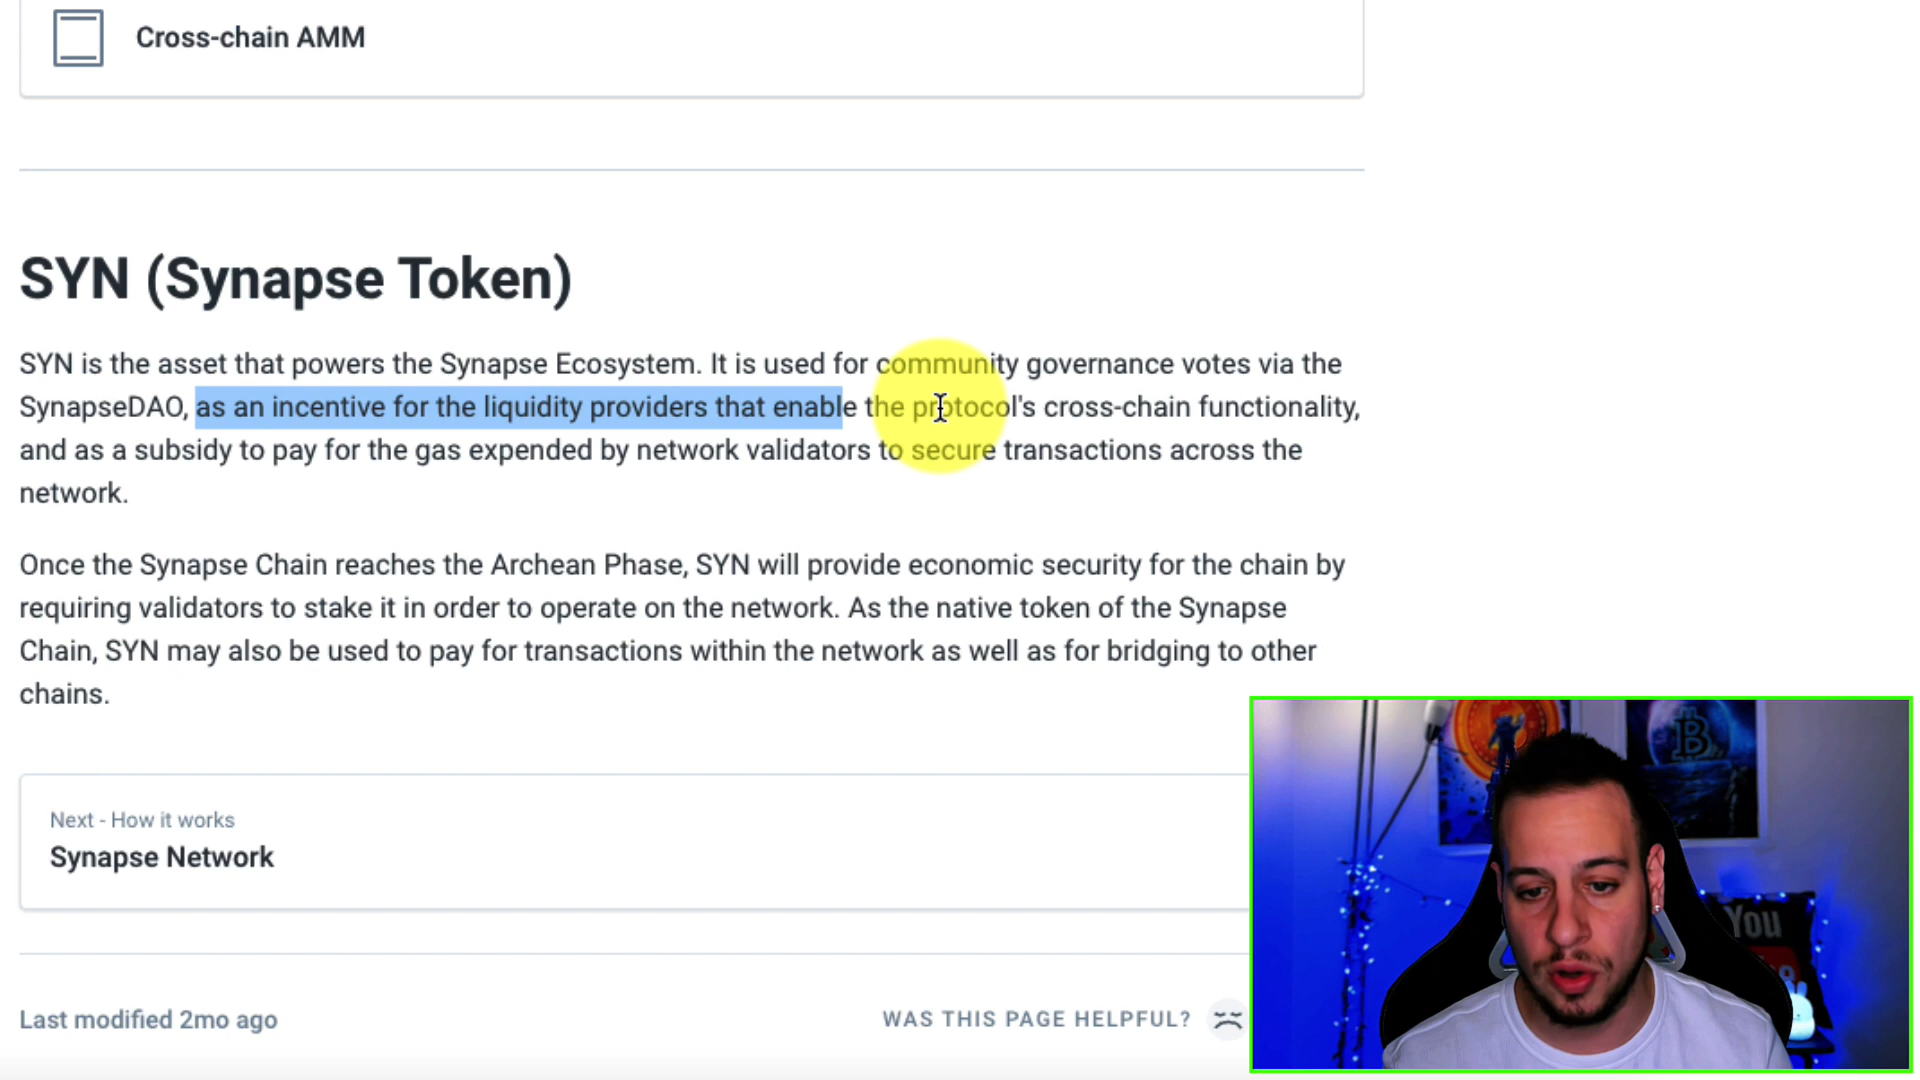 Cross-chain AMM
SYN (Synapse Token)
SYN is the asset that powers the Synapse Ecosystem. It is used for community governance votes via the
SynapseDAO, as an incentive for the liquidity providers that enable the protocol's cross-chain functionality,
and as a subsidy to pay for the gas expended by network validators to secure transactions across the
network.
Once the Synapse Chain reaches the Archean Phase, SYN will provide economic security for the chain by
requiring validators to stake it in order to operate on the network. As the native token of the Synapse
Chain, SYN may also be used to pay for transactions within the network as well as for bridging to other
chains.
Next - How it works
Synapse Network
Last modified 2mo ago
WAS THIS PAGE HELPFUL?
You